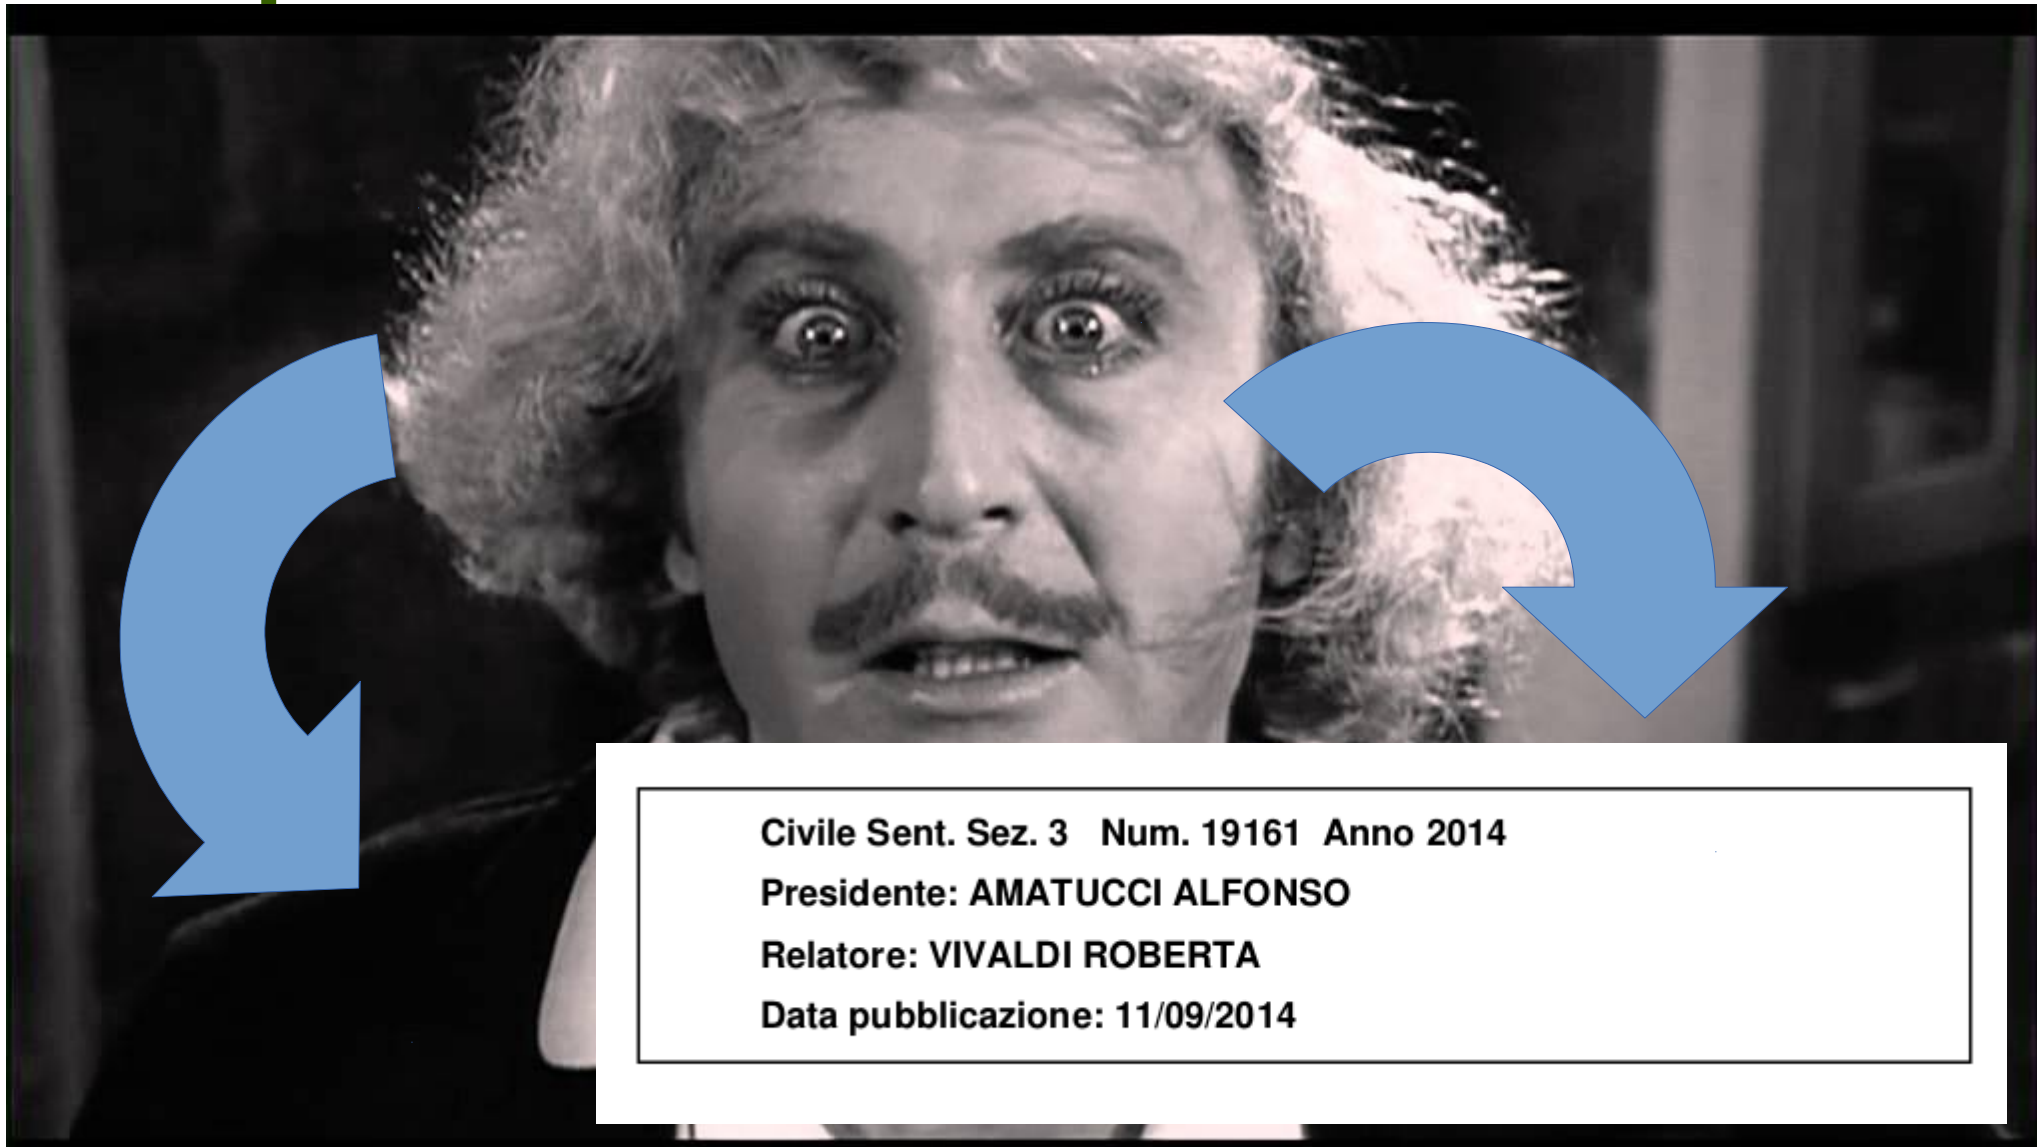 Civile Sent. Sez. 3 Num. 19161 Anno 2014
Presidente: AMATUCCI ALFONSO
Relatore: VIVALDI ROBERTA
Data pubblicazione: 11/09/2014